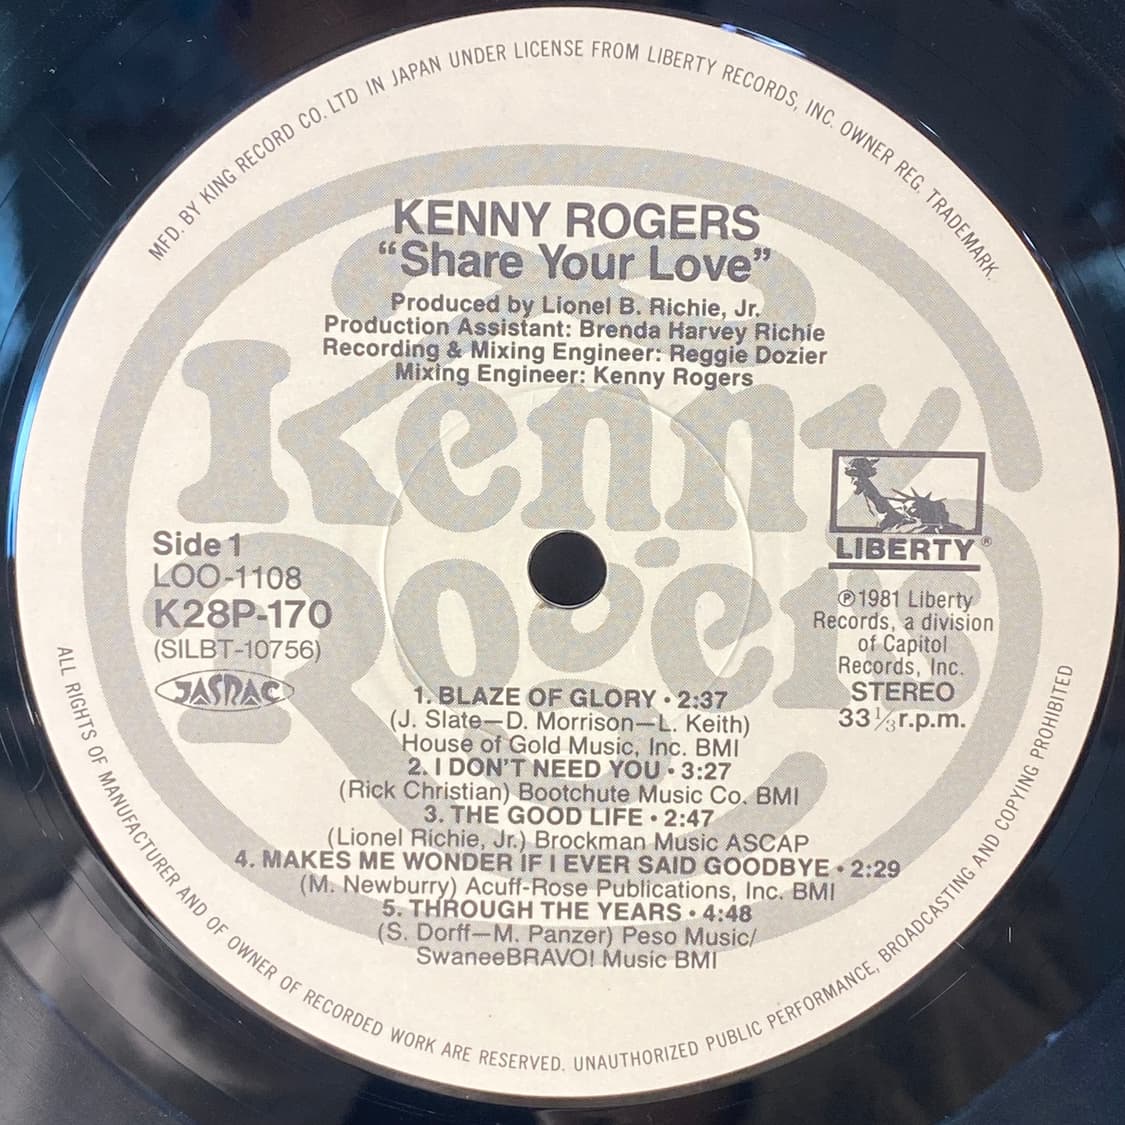 MFD. BY KING RECORD CO. LTD IN JAPAN UNDER LICENSE FROM LIBERTY RECORDS, INC. OWNER REG. TRADEMARK.
KENNY ROGERS
“Share Your Love”
Produced by Lionel B. Richie, Jr.
Production Assistant: Brenda Harvey Richie
Recording & Mixing Engineer: Reggie Dozier
Mixing Engineer: Kenny Rogers
Kenny
Rogers
LIBERTY®
Side 1
LOO-1108
K28P-170
(SILBT-10756)
JASRAC
℗1981 Liberty
Records, a division
of Capitol
Records, Inc.
STEREO
33 1/3 r.p.m.
1. BLAZE OF GLORY • 2:37
(J. Slate—D. Morrison—L. Keith)
House of Gold Music, Inc. BMI
2. I DON’T NEED YOU • 3:27
(Rick Christian) Bootchute Music Co. BMI
3. THE GOOD LIFE • 2:47
(Lionel Richie, Jr.) Brockman Music ASCAP
4. MAKES ME WONDER IF I EVER SAID GOODBYE • 2:29
(M. Newburry) Acuff-Rose Publications, Inc. BMI
5. THROUGH THE YEARS • 4:48
(S. Dorff—M. Panzer) Peso Music/
SwaneeBRAVO! Music BMI
ALL RIGHTS OF MANUFACTURER AND OF OWNER OF RECORDED WORK ARE RESERVED. UNAUTHORIZED PUBLIC PERFORMANCE, BROADCASTING AND COPYING PROHIBITED